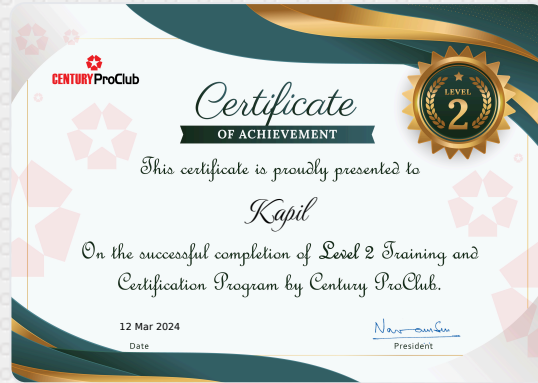 CENTURY ProClub
Certificate
OF ACHIEVEMENT
LEVEL
2
This certificate is proudly presented to
Kapil
On the successful completion of Level 2 Training and
Certification Program by Century ProClub.
12 Mar 2024
Date
President